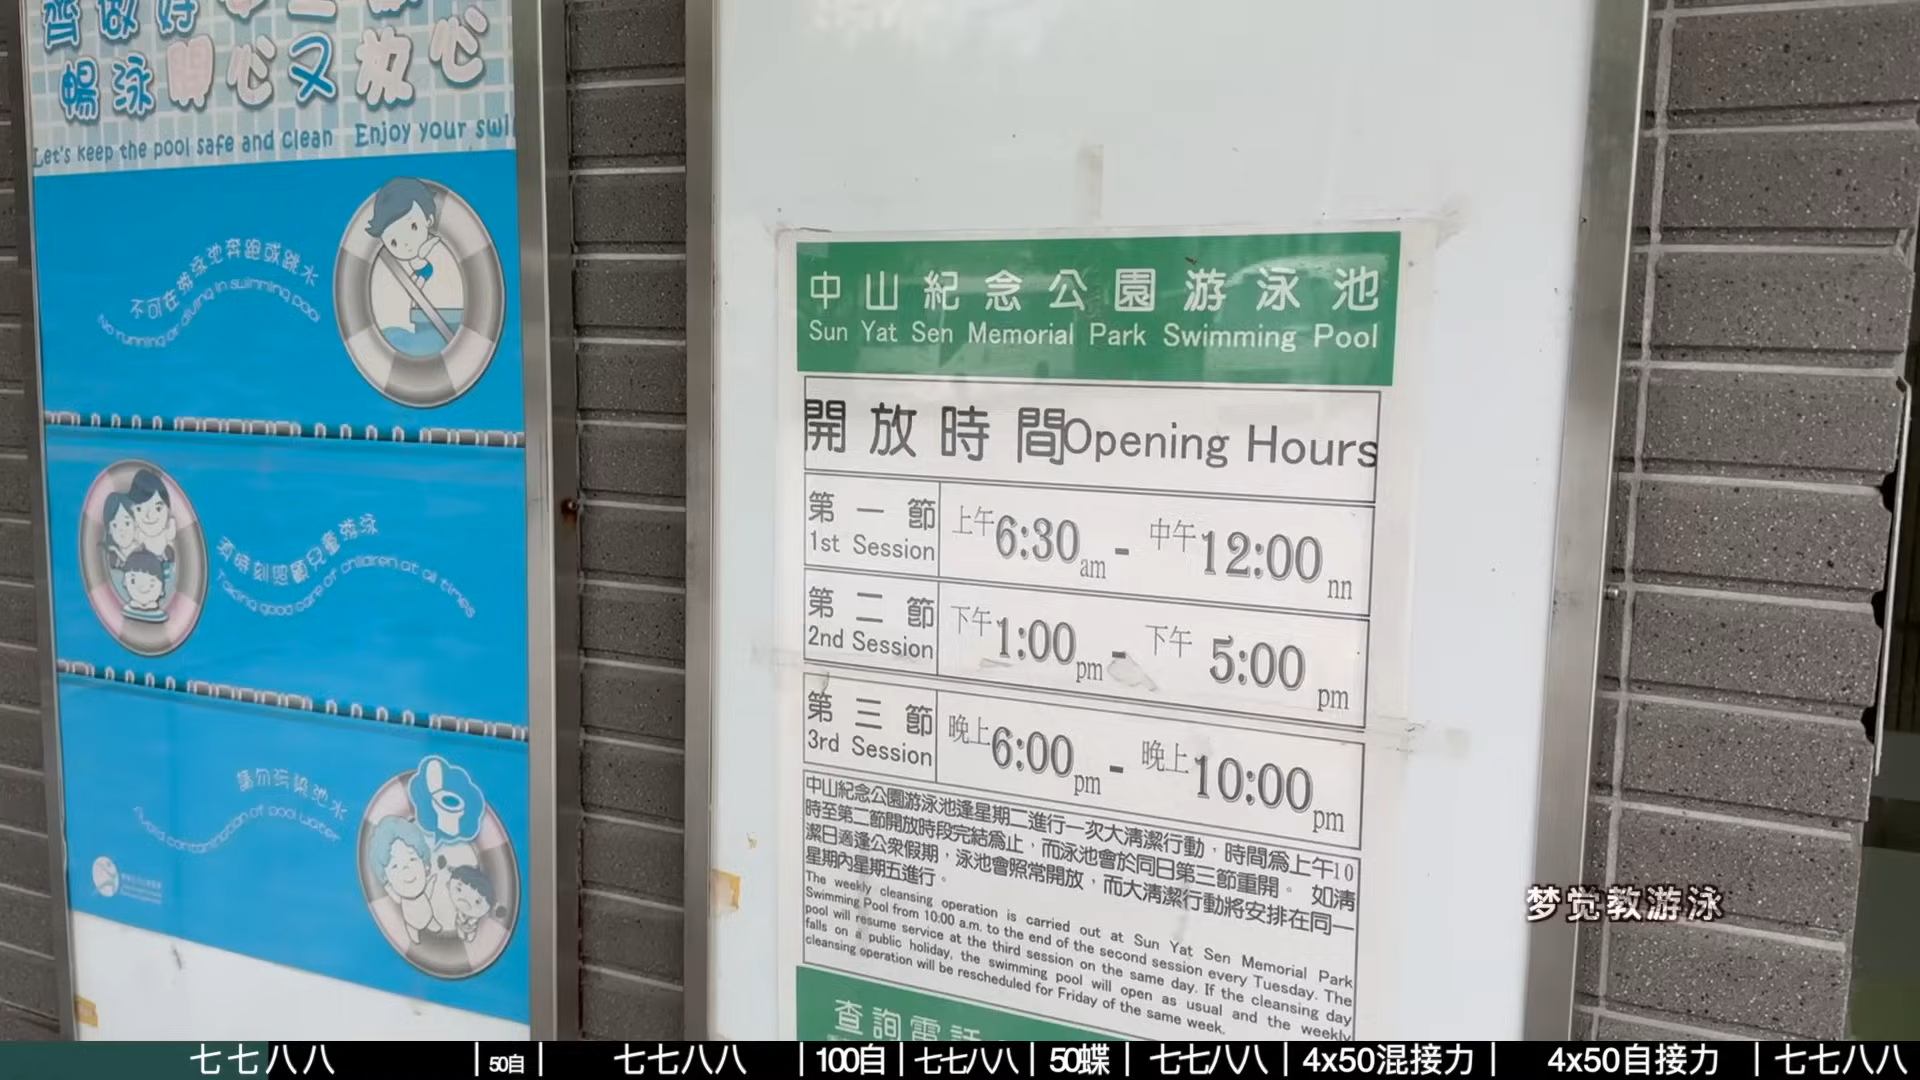 暢泳開心又放心
Let's keep the pool safe and clean Enjoy your swi
不可在游泳池奔跑或跳水
No running or diving in swimming pool
須時刻照顧兒童游泳
Taking good care of children at all times
請勿污染池水
Avoid contamination of pool water
中山紀念公園游泳池
Sun Yat Sen Memorial Park Swimming Pool
開放時間Opening Hours
第一節 上午6:30am - 中午12:00nn
1st Session
第二節 下午1:00pm - 下午5:00pm
2nd Session
第三節 晚上6:00pm - 晚上10:00pm
3rd Session
中山紀念公園游泳池逢星期二進行一次大清潔行動，時間為上午10
時至第二節開放時段完結為止，而泳池會於同日第三節重開。 如清
潔日適逢公眾假期，泳池會照常開放，而大清潔行動將安排在同一
星期內星期五進行。
The weekly cleansing operation is carried out at Sun Yat Sen Memorial Park
Swimming Pool from 10:00 a.m. to the end of the second session every Tuesday. The
pool will resume service at the third session on the same day. If the cleansing day
falls on a public holiday, the swimming pool will open as usual and the weekly
cleansing operation will be rescheduled for Friday of the same week.
查詢電話
梦觉教游泳
七七八八 | 50自 | 七七八八 | 100自 | 七七八八 | 50蝶 | 七七八八 | 4x50混接力 | 4x50自接力 | 七七八八